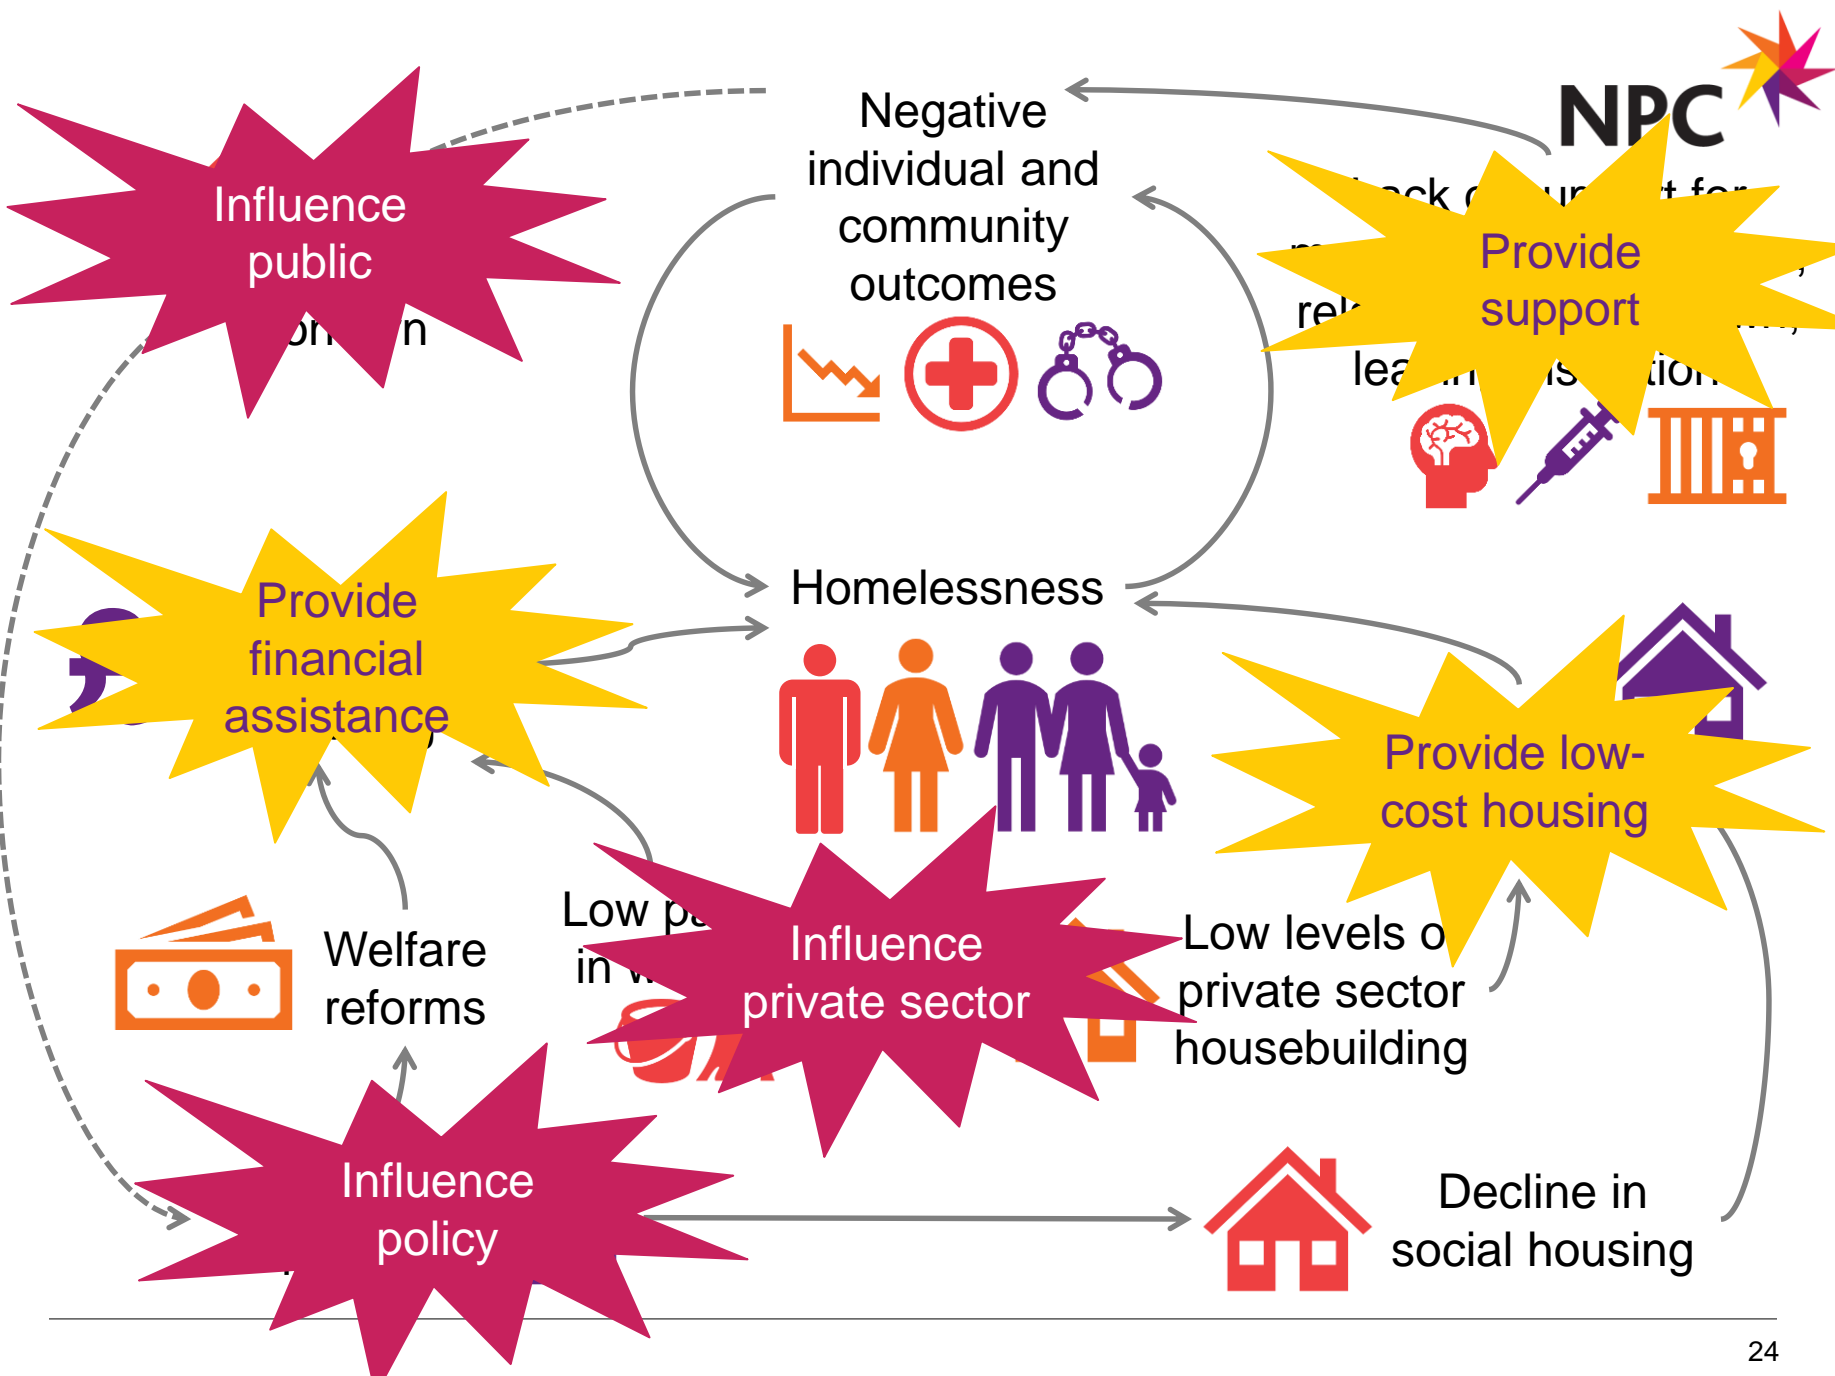 NPC
Influence
public
Negative
individual and
community
outcomes
Provide
support
Provide
financial
assistance
Homelessness
Provide low-
cost housing
Welfare
reforms
Low
in
Influence
private sector
Low levels
private sector
housebuilding
Influence
policy
Decline in
social housing
24